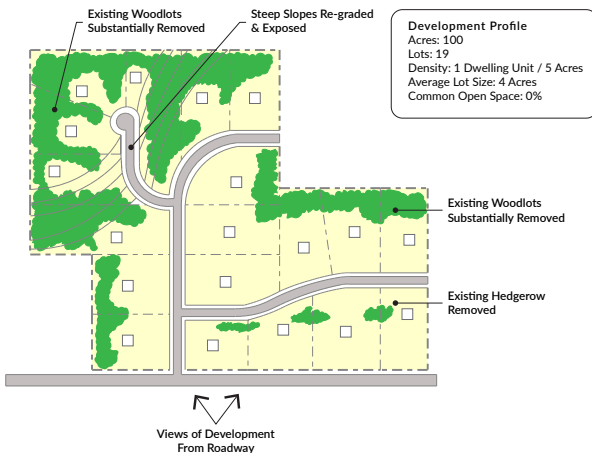 Existing Woodlots
Substantially Removed
Steep Slopes Re-graded
& Exposed
Development Profile
Acres: 100
Lots: 19
Density: 1 Dwelling Unit / 5 Acres
Average Lot Size: 4 Acres
Common Open Space: 0%
Existing Woodlots
Substantially Removed
Existing Hedgerow
Removed
Views of Development
From Roadway